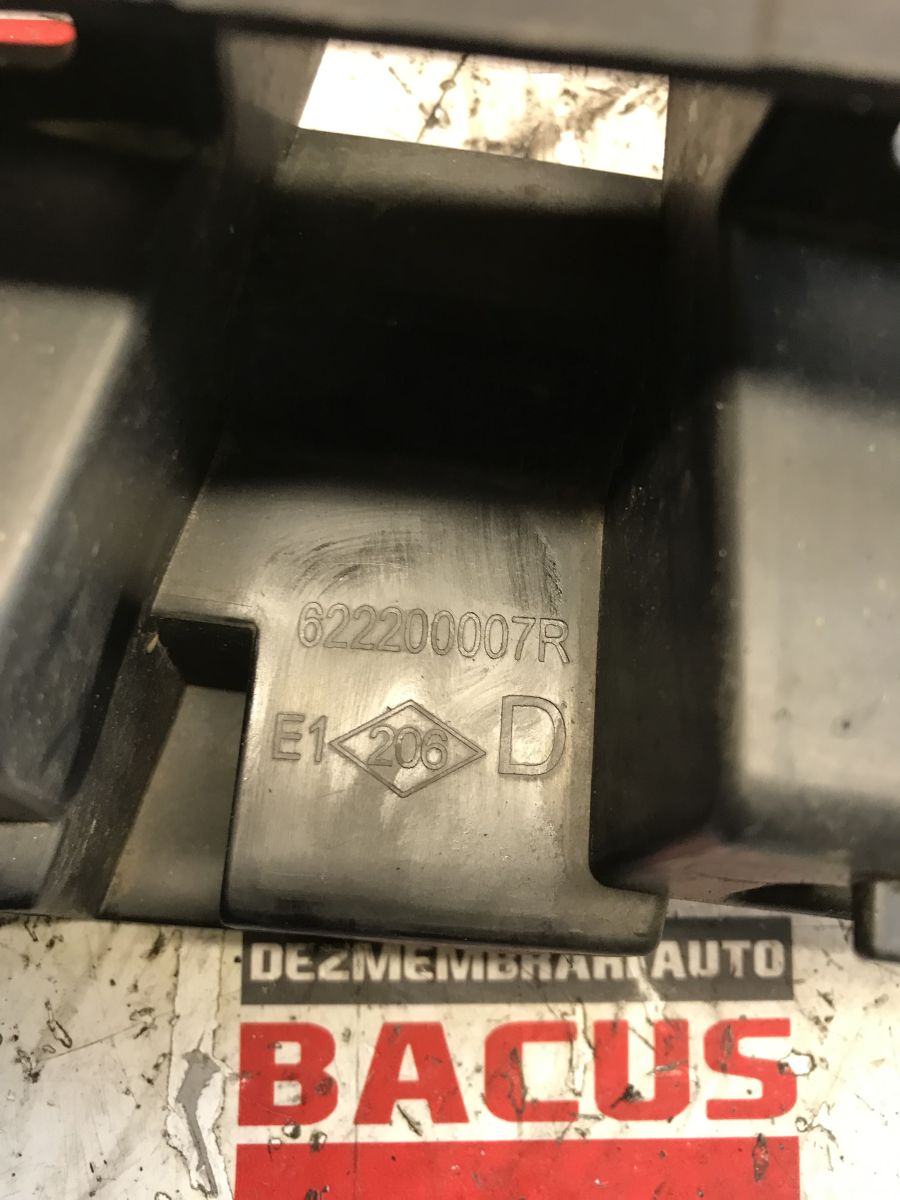 622200007R
E1 206 D
DEZMEMBRARI AUTO
BACUS